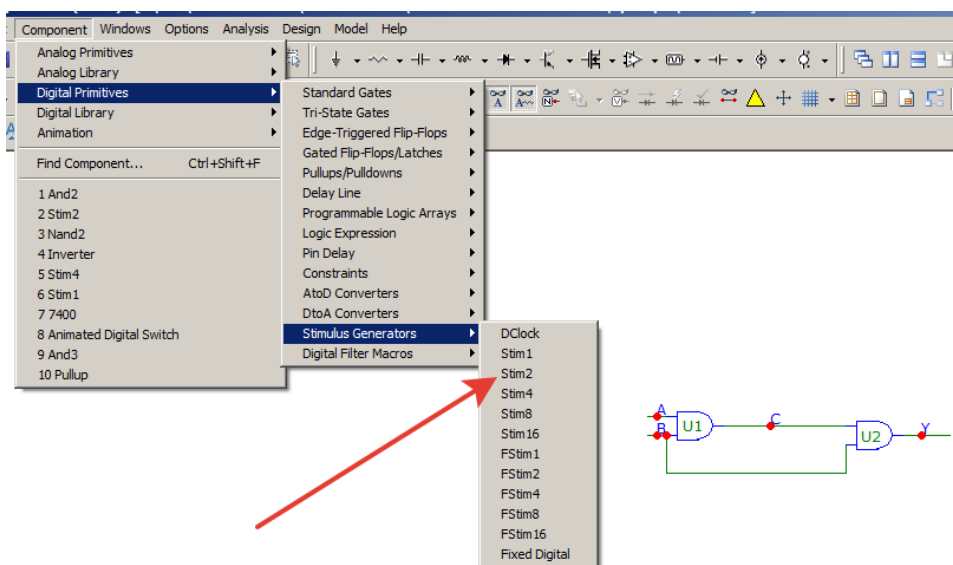 Component Windows Options Analysis Design Model Help
Analog Primitives
Analog Library
Digital Primitives
Digital Library
Animation
Find Component... Ctrl+Shift+F
1 And2
2 Stim2
3 Nand2
4 Inverter
5 Stim4
6 Stim1
7 7400
8 Animated Digital Switch
9 And3
10 Pullup
Standard Gates
Tri-State Gates
Edge-Triggered Flip-Flops
Gated Flip-Flops/Latches
Pullups/Pulldowns
Delay Line
Programmable Logic Arrays
Logic Expression
Pin Delay
Constraints
AtoD Converters
DtoA Converters
Stimulus Generators
Digital Filter Macros
DClock
Stim1
Stim2
Stim4
Stim8
Stim16
FStim1
FStim2
FStim4
FStim8
FStim16
Fixed Digital
A
B
U1
C
U2
Y